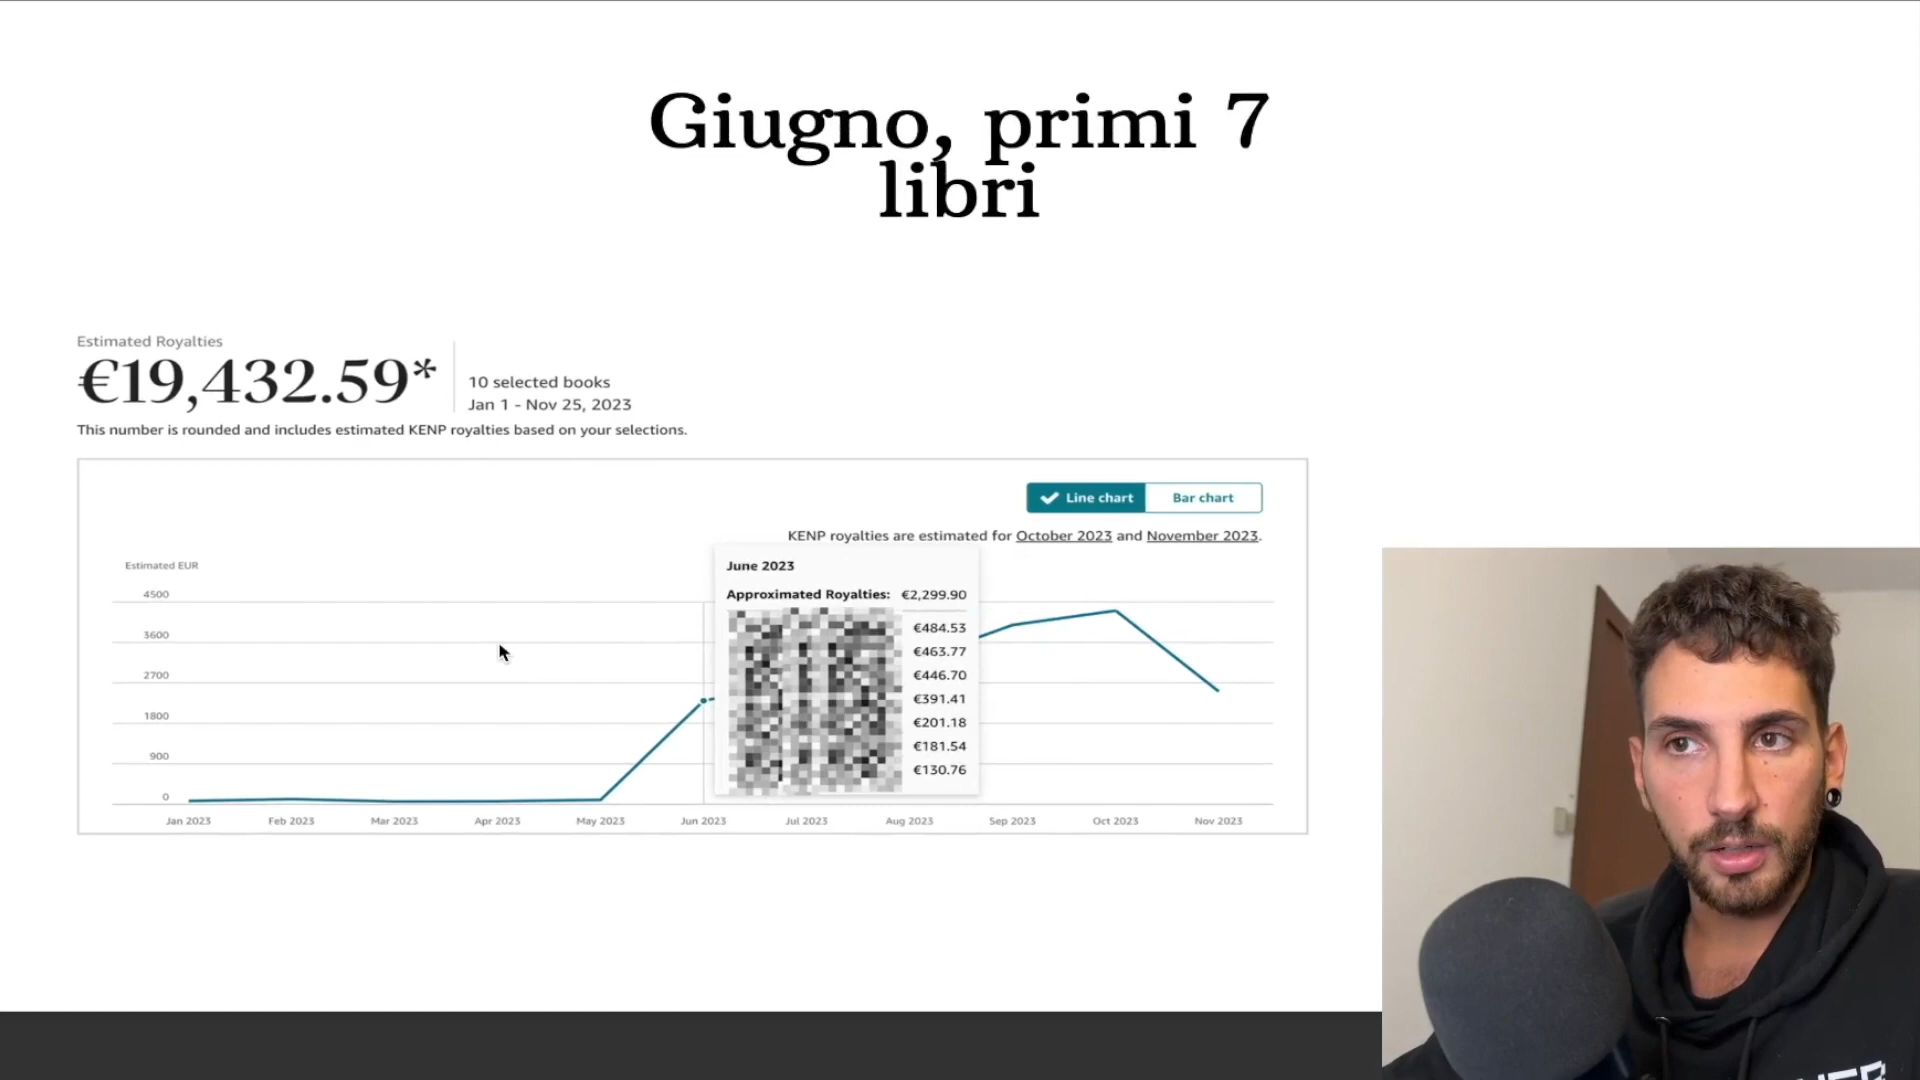 Giugno, primi 7
libri
Estimated Royalties
€19,432.59*
10 selected books
Jan 1 - Nov 25, 2023
This number is rounded and includes estimated KENP royalties based on your selections.
Line chart
Bar chart
KENP royalties are estimated for October 2023 and November 2023.
Estimated EUR
4500
3600
2700
1800
900
0
June 2023
Approximated Royalties: €2,299.90
€484.53
€463.77
€446.70
€391.41
€201.18
€181.54
€130.76
Jan 2023
Feb 2023
Mar 2023
Apr 2023
May 2023
Jun 2023
Jul 2023
Aug 2023
Sep 2023
Oct 2023
Nov 2023